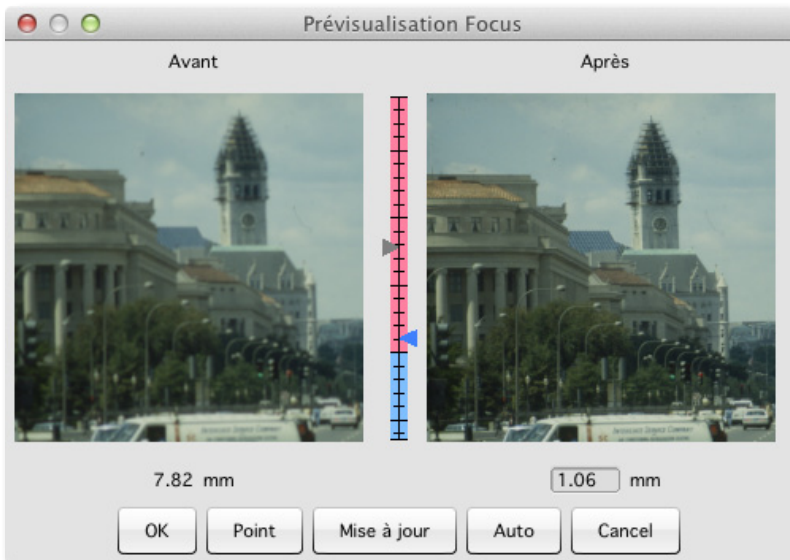 Prévisualisation Focus
Avant
Après
7.82 mm
1.06 mm
OK
Point
Mise à jour
Auto
Cancel